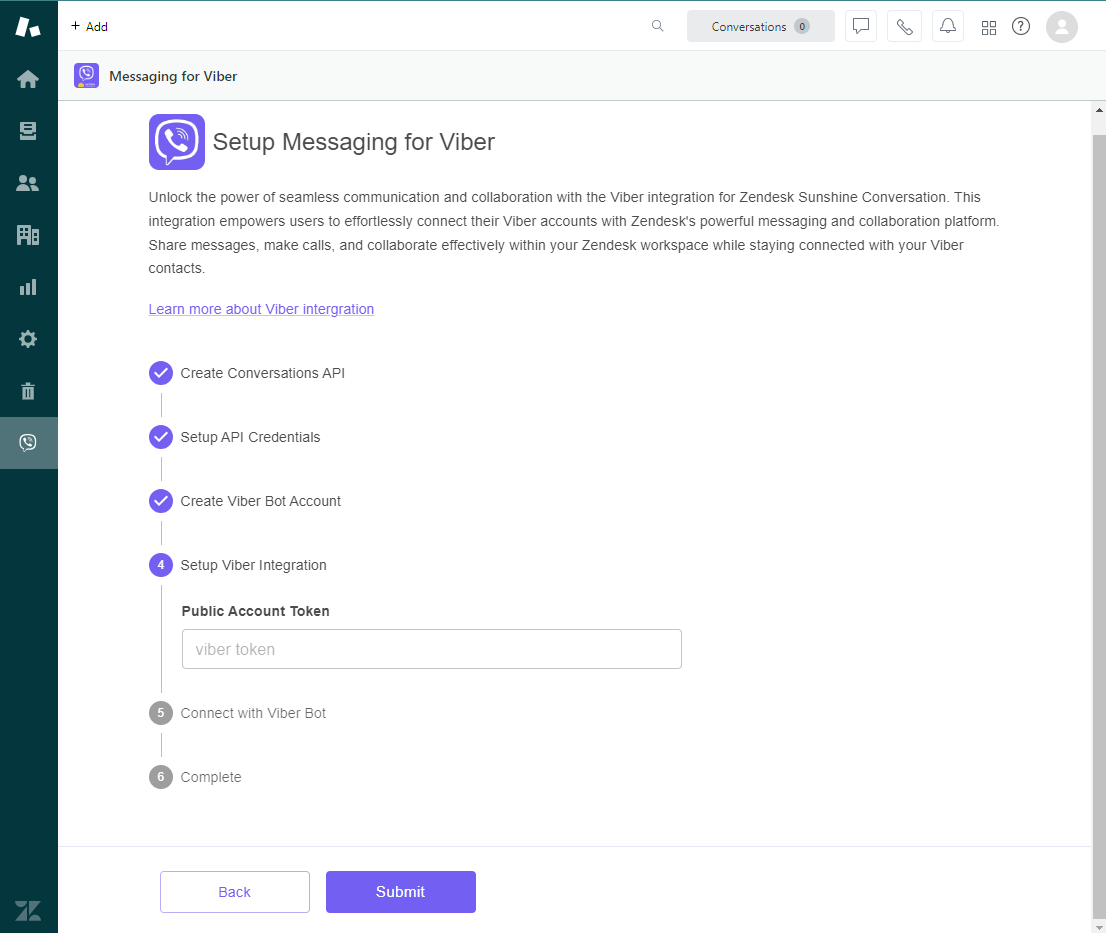 + Add
Conversations 0
Messaging for Viber
Setup Messaging for Viber
Unlock the power of seamless communication and collaboration with the Viber integration for Zendesk Sunshine Conversation. This
integration empowers users to effortlessly connect their Viber accounts with Zendesk's powerful messaging and collaboration platform.
Share messages, make calls, and collaborate effectively within your Zendesk workspace while staying connected with your Viber
contacts.
Learn more about Viber intergration
Create Conversations API
Setup API Credentials
Create Viber Bot Account
4 Setup Viber Integration
Public Account Token
viber token
5 Connect with Viber Bot
6 Complete
Back
Submit